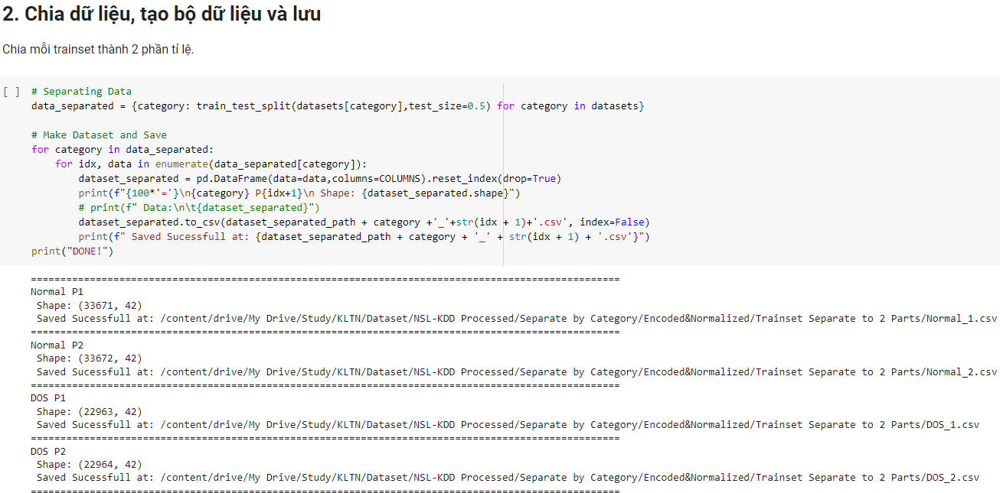 2. Chia dữ liệu, tạo bộ dữ liệu và lưu
Chia mỗi trainset thành 2 phần tỉ lệ.
[ ] # Separating Data
data_separated = {category: train_test_split(datasets[category],test_size=0.5) for category in datasets}
# Make Dataset and Save
for category in data_separated:
    for idx, data in enumerate(data_separated[category]):
        dataset_separated = pd.DataFrame(data=data,columns=COLUMNS).reset_index(drop=True)
        print(f"{100*'='}\n{category} P{idx+1}\n Shape: {dataset_separated.shape}")
        # print(f" Data:\n\t{dataset_separated}")
        dataset_separated.to_csv(dataset_separated_path + category +'_'+str(idx + 1)+'.csv', index=False)
        print(f" Saved Sucessfull at: {dataset_separated_path + category + '_' + str(idx + 1) + '.csv'}")
print("DONE!")
====================================================================================================
Normal P1
 Shape: (33671, 42)
 Saved Sucessfull at: /content/drive/My Drive/Study/KLTN/Dataset/NSL-KDD Processed/Separate by Category/Encoded&Normalized/Trainset Separate to 2 Parts/Normal_1.csv
====================================================================================================
Normal P2
 Shape: (33672, 42)
 Saved Sucessfull at: /content/drive/My Drive/Study/KLTN/Dataset/NSL-KDD Processed/Separate by Category/Encoded&Normalized/Trainset Separate to 2 Parts/Normal_2.csv
====================================================================================================
DOS P1
 Shape: (22963, 42)
 Saved Sucessfull at: /content/drive/My Drive/Study/KLTN/Dataset/NSL-KDD Processed/Separate by Category/Encoded&Normalized/Trainset Separate to 2 Parts/DOS_1.csv
====================================================================================================
DOS P2
 Shape: (22964, 42)
 Saved Sucessfull at: /content/drive/My Drive/Study/KLTN/Dataset/NSL-KDD Processed/Separate by Category/Encoded&Normalized/Trainset Separate to 2 Parts/DOS_2.csv
====================================================================================================